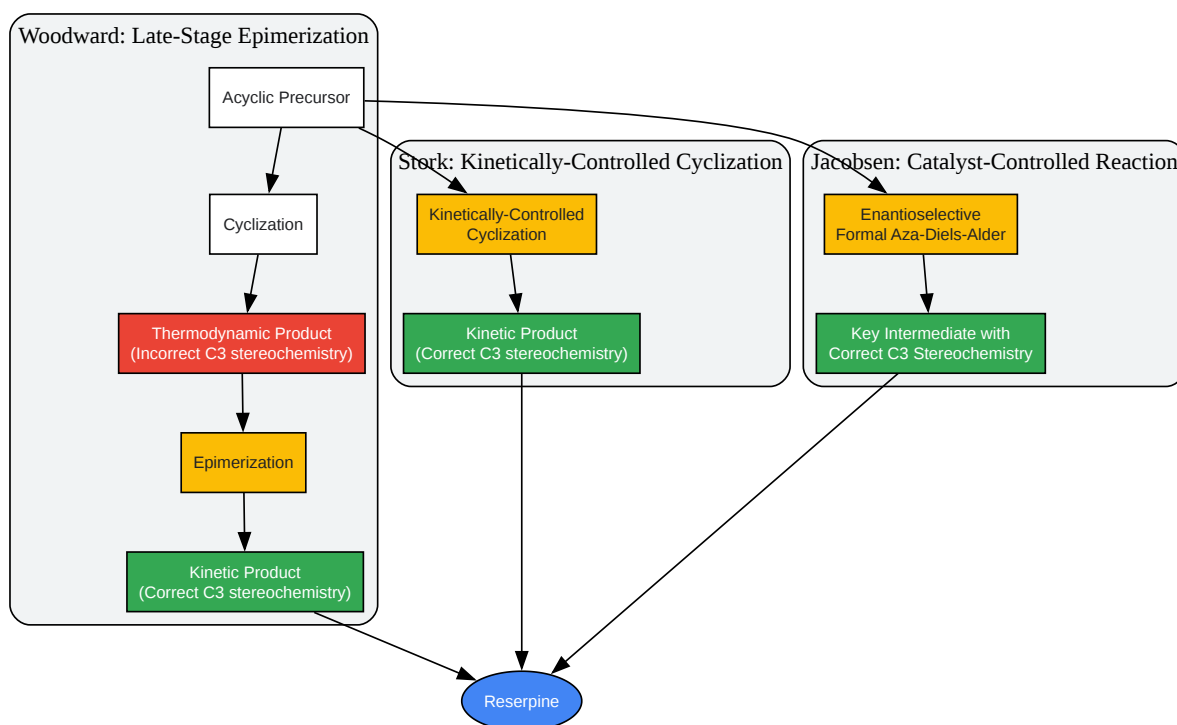 Woodward: Late-Stage Epimerization
Acyclic Precursor
Cyclization
Thermodynamic Product
(Incorrect C3 stereochemistry)
Epimerization
Kinetic Product
(Correct C3 stereochemistry)
Stork: Kinetically-Controlled Cyclization
Kinetically-Controlled
Cyclization
Kinetic Product
(Correct C3 stereochemistry)
Jacobsen: Catalyst-Controlled Reaction
Enantioselective
Formal Aza-Diels-Alder
Key Intermediate with
Correct C3 Stereochemistry
Reserpine